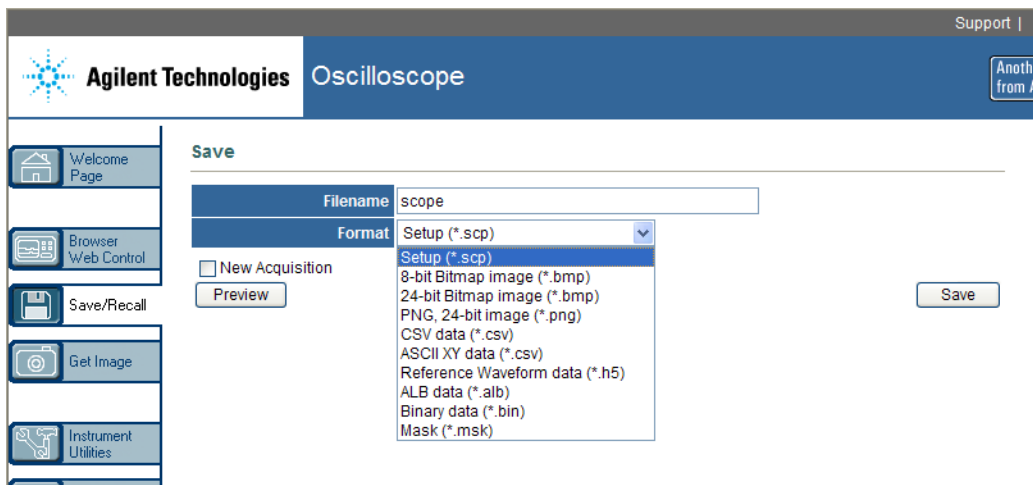 Support |
Agilent Technologies
Oscilloscope
Anoth
from A
Welcome
Page
Browser
Web Control
Save/Recall
Get Image
Instrument
Utilities
Save
Filename scope
Format Setup (*.scp)
Setup (*.scp)
8-bit Bitmap image (*.bmp)
24-bit Bitmap image (*.bmp)
PNG, 24-bit image (*.png)
CSV data (*.csv)
ASCII XY data (*.csv)
Reference Waveform data (*.h5)
ALB data (*.alb)
Binary data (*.bin)
Mask (*.msk)
New Acquisition
Preview
Save